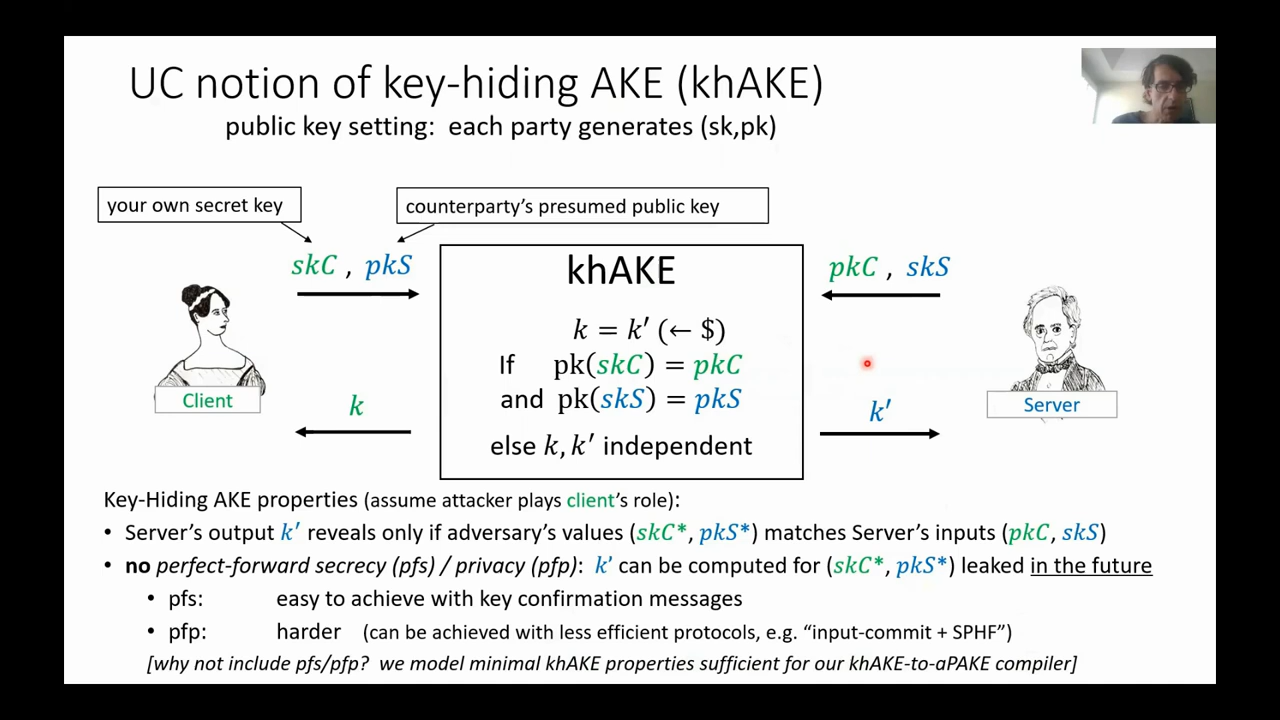 UC notion of key-hiding AKE (khAKE)
public key setting: each party generates (sk,pk)
your own secret key
counterparty's presumed public key
skC , pkS
khAKE
pkC , skS
k = k′ (← $)
If pk(skC) = pkC
and pk(skS) = pkS
else k, k′ independent
Client
k
k′
Server
Key-Hiding AKE properties (assume attacker plays client's role):
• Server's output k′ reveals only if adversary's values (skC*, pkS*) matches Server's inputs (pkC, skS)
• no perfect-forward secrecy (pfs) / privacy (pfp): k' can be computed for (skC*, pkS*) leaked in the future
• pfs: easy to achieve with key confirmation messages
• pfp: harder (can be achieved with less efficient protocols, e.g. "input-commit + SPHF")
[why not include pfs/pfp? we model minimal khAKE properties sufficient for our khAKE-to-aPAKE compiler]